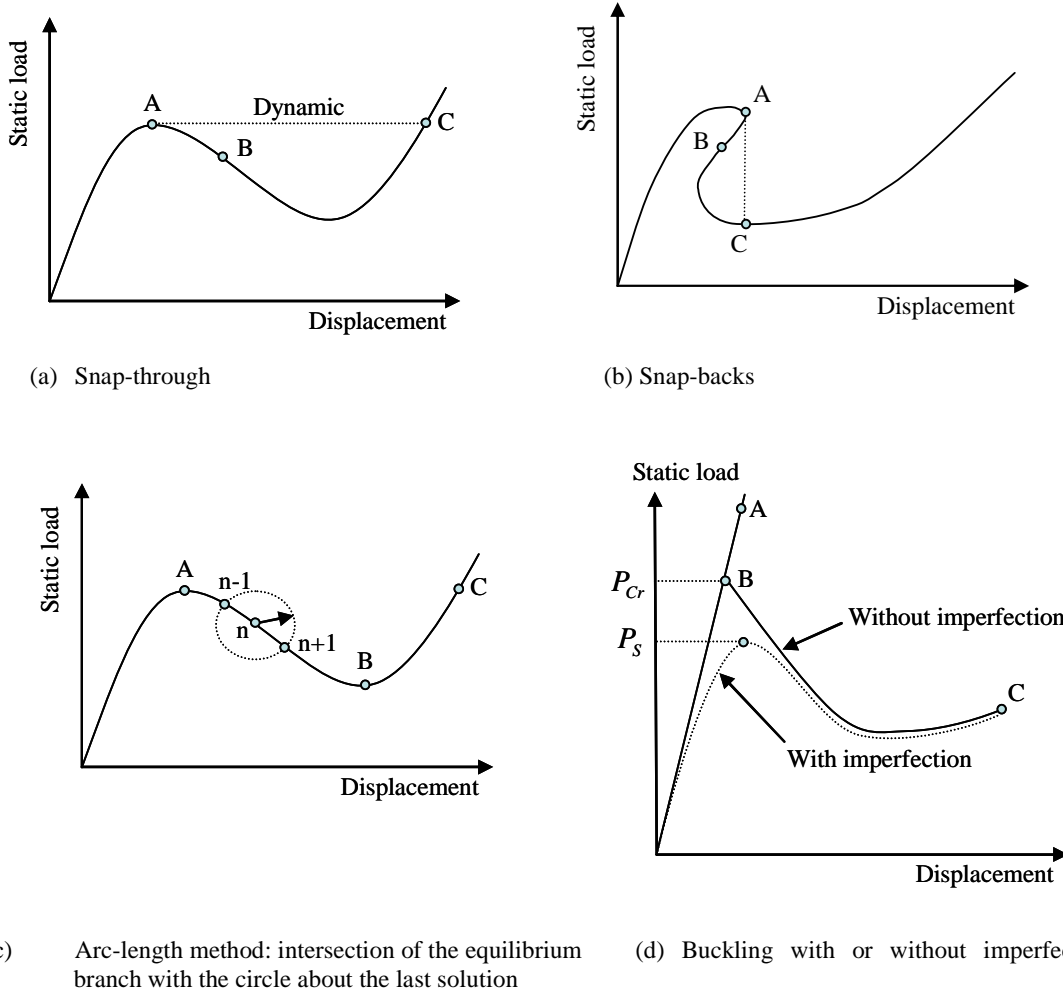 Static load
A
Dynamic
C
B
Displacement
(a) Snap-through
Static load
A
B
C
Displacement
(b) Snap-backs
Static load
A
n-1
n
n+1
B
C
Displacement
c) Arc-length method: intersection of the equilibrium
branch with the circle about the last solution
Static load
A
P_Cr
B
Without imperfection
P_S
C
With imperfection
Displacement
(d) Buckling with or without imperfe